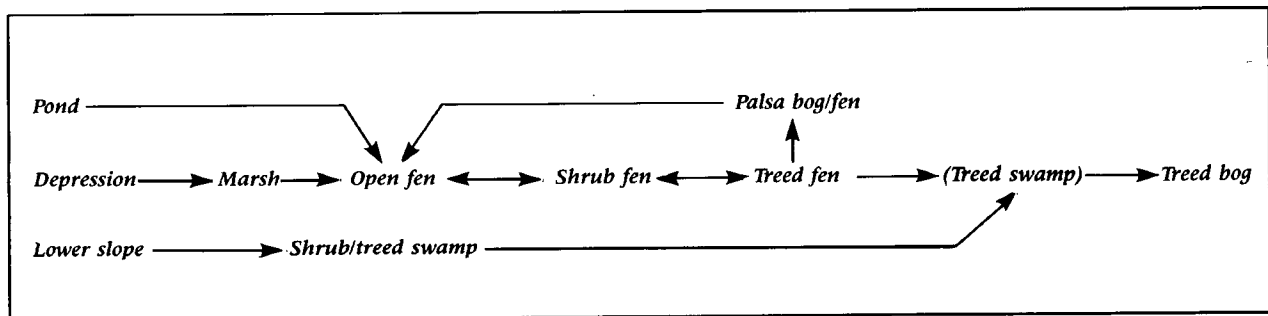 Pond Palsa bog/fen
Depression Marsh Open fen Shrub fen Treed fen (Treed swamp) Treed bog
Lower slope Shrub/treed swamp